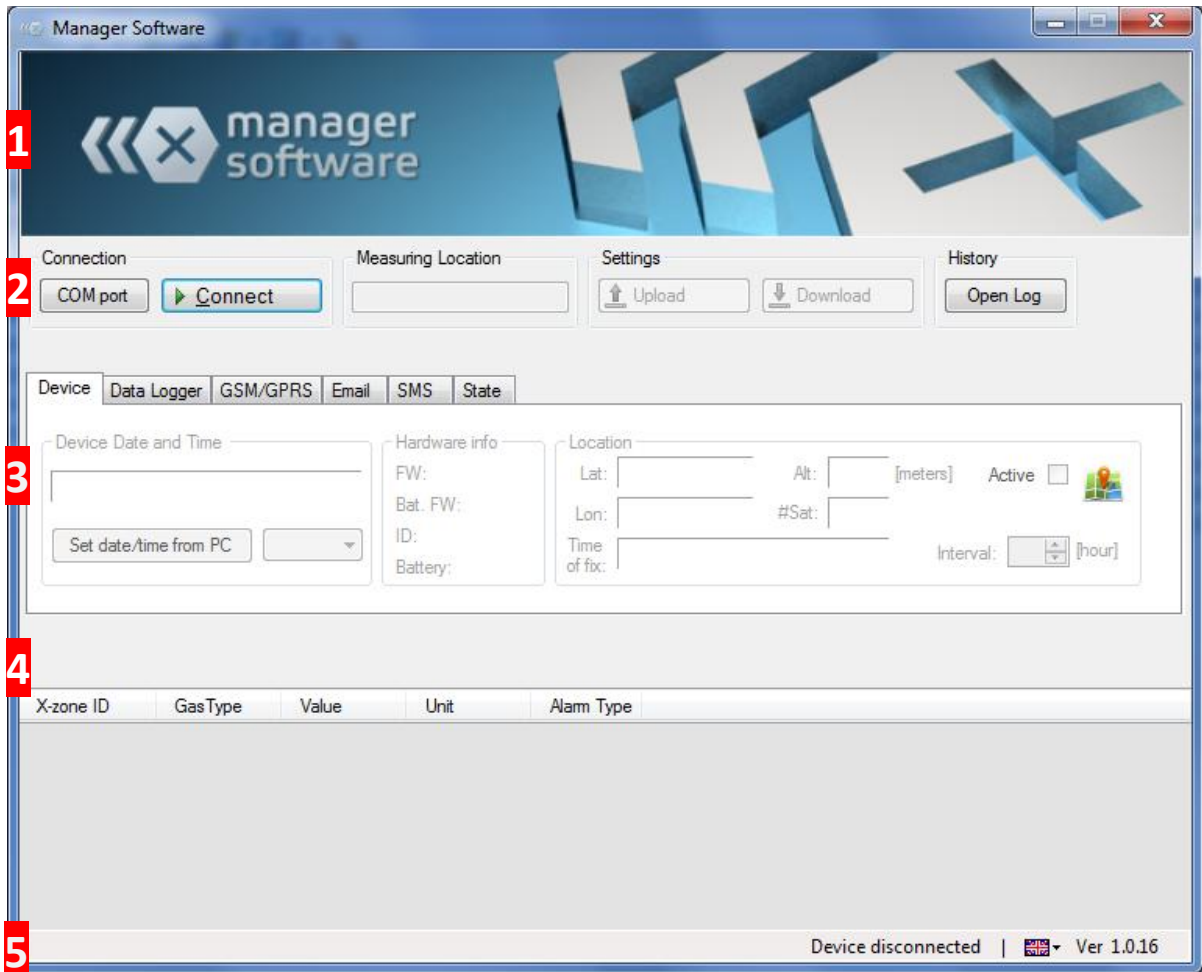 Manager Software
1
manager
software
Connection
Measuring Location
Settings
History
2
COM port
Connect
Upload
Download
Open Log
Device
Data Logger
GSM/GPRS
Email
SMS
State
3
Device Date and Time
Set date/time from PC
Hardware info
FW:
Bat. FW:
ID:
Battery:
Location
Lat:
Alt:
[meters]
Active
Lon:
#Sat:
Time
of fix:
Interval:
[hour]
4
X-zone ID
GasType
Value
Unit
Alarm Type
5
Device disconnected | Ver 1.0.16